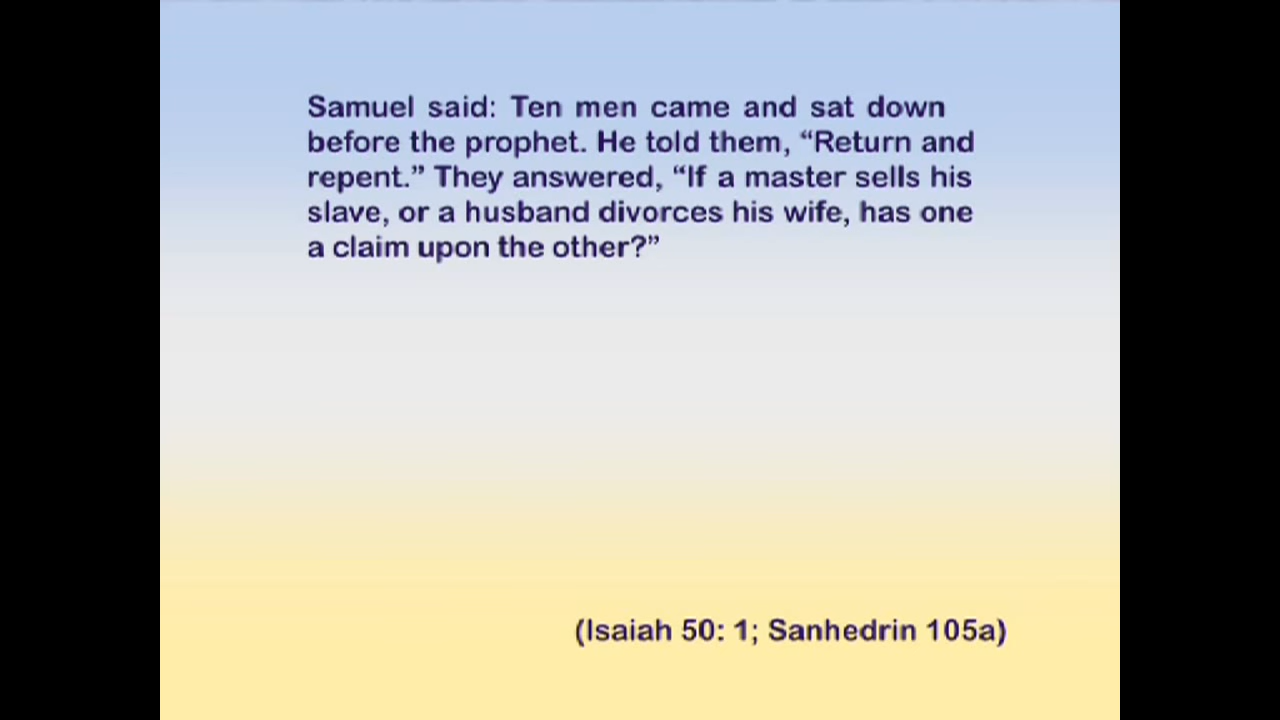 Samuel said: Ten men came and sat down
before the prophet. He told them, “Return and
repent.” They answered, “If a master sells his
slave, or a husband divorces his wife, has one
a claim upon the other?”
(Isaiah 50: 1; Sanhedrin 105a)